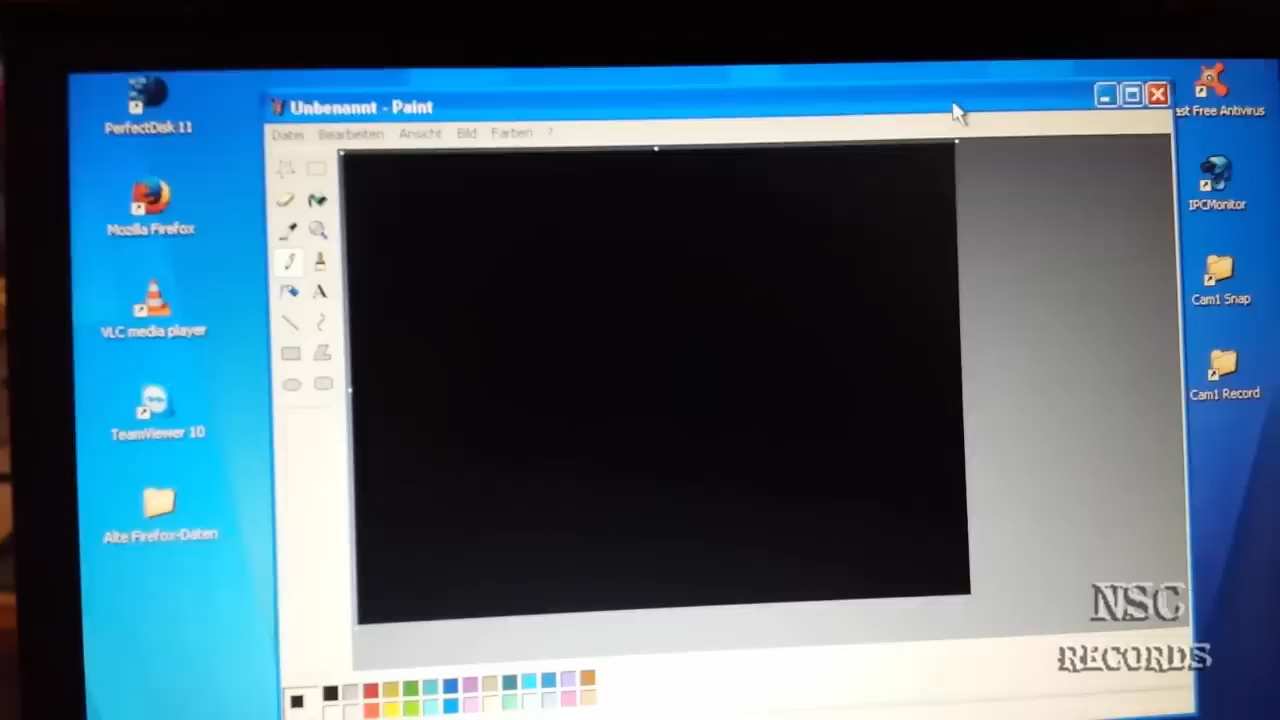 PerfectDisk 11
Mozilla Firefox
VLC media player
TeamViewer 10
Alte Firefox-Daten
Unbenannt - Paint
Datei Bearbeiten Ansicht Bild Farben ?
A
ast Free Antivirus
IPCMonitor
Cam1 Snap
Cam1 Record
NSC
RECORDS